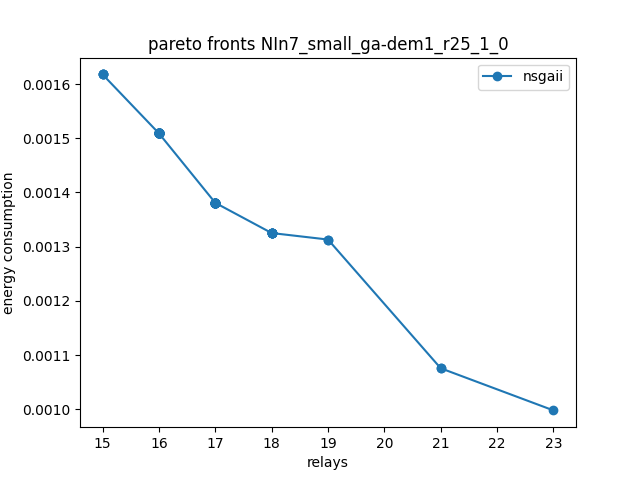 pareto fronts NIn7_small_ga-dem1_r25_1_0
nsgaii
energy consumption
0.0016
0.0015
0.0014
0.0013
0.0012
0.0011
0.0010
15 16 17 18 19 20 21 22 23
relays